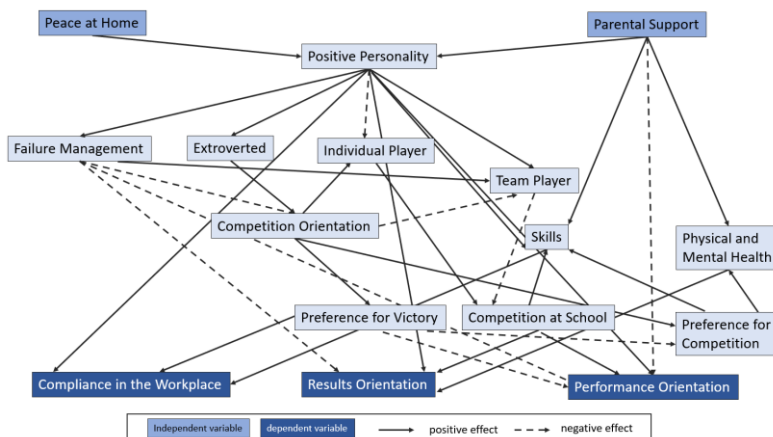 Peace at Home
Parental Support
Positive Personality
Failure Management
Extroverted
Individual Player
Team Player
Competition Orientation
Skills
Physical and
Mental Health
Preference for Victory
Competition at School
Preference for
Competition
Compliance in the Workplace
Results Orientation
Performance Orientation
Independent variable
dependent variable
positive effect
negative effect